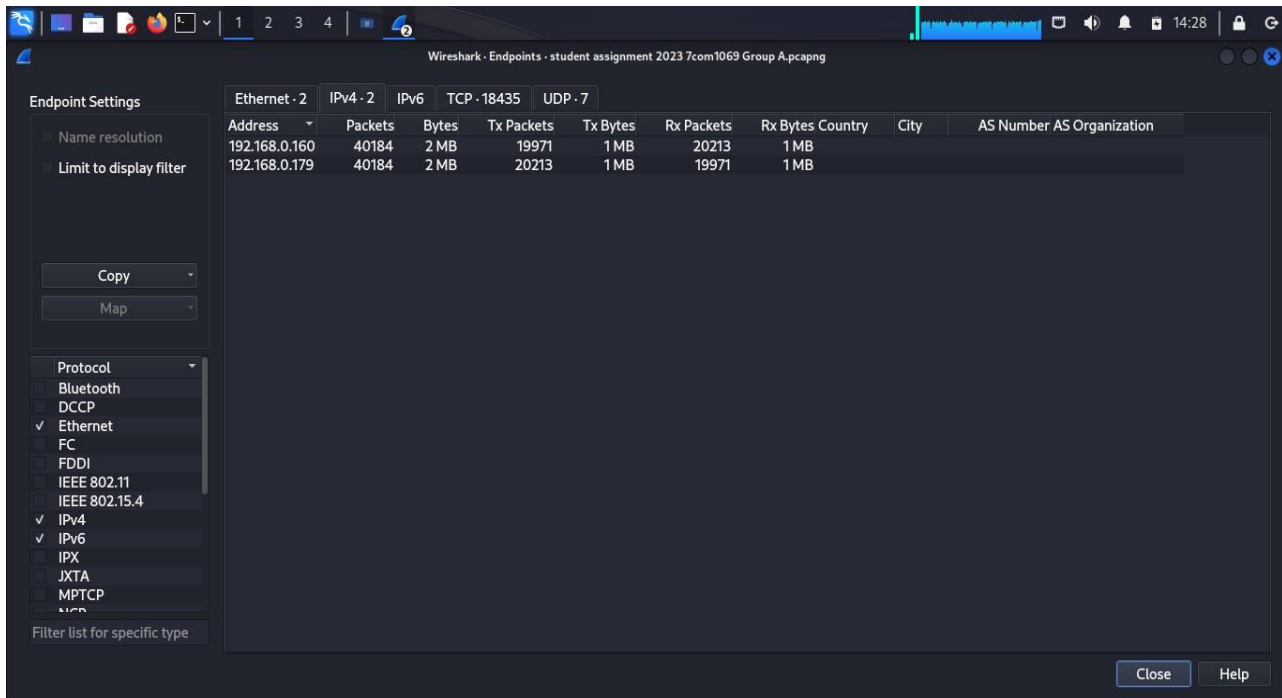 1 2 3 4 2 14:28
Wireshark · Endpoints · student assignment 2023 7com1069 Group A.pcapng
Endpoint Settings
Name resolution
Limit to display filter
Copy
Map
Protocol
Bluetooth
DCCP
Ethernet
FC
FDDI
IEEE 802.11
IEEE 802.15.4
IPv4
IPv6
IPX
JXTA
MPTCP
Filter list for specific type
Ethernet · 2 IPv4 · 2 IPv6 TCP · 18435 UDP · 7
Address Packets Bytes Tx Packets Tx Bytes Rx Packets Rx Bytes Country City AS Number AS Organization
192.168.0.160 40184 2 MB 19971 1 MB 20213 1 MB
192.168.0.179 40184 2 MB 20213 1 MB 19971 1 MB
Close Help